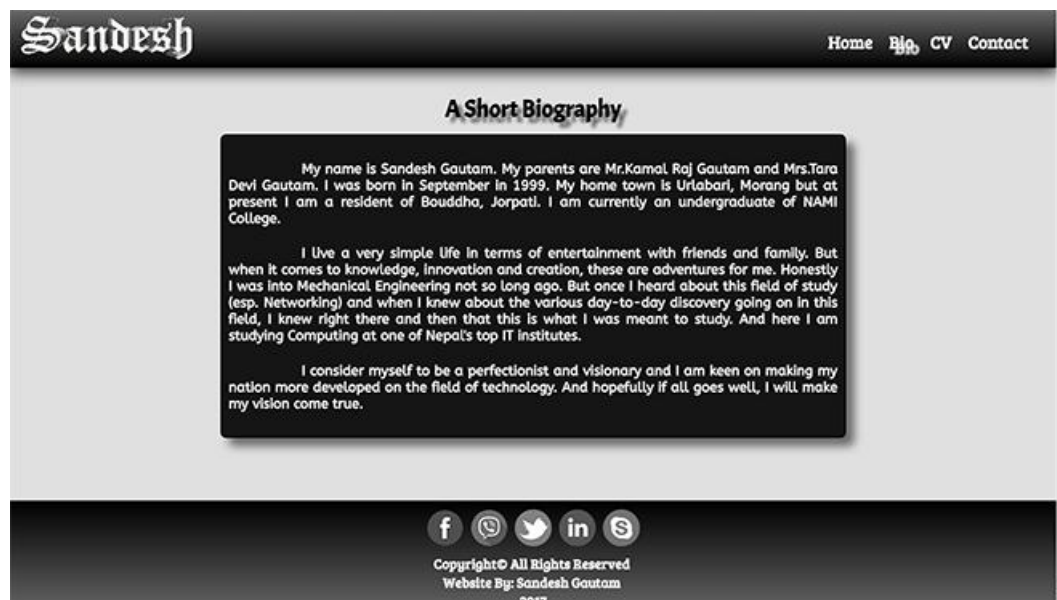 Sandesh
Home Bio CV Contact
A Short Biography
My name is Sandesh Gautam. My parents are Mr.Kamal Raj Gautam and Mrs.Tara
Devi Gautam. I was born in September in 1999. My home town is Urlabari, Morang but at
present I am a resident of Bouddha, Jorpati. I am currently an undergraduate of NAMI
College.
I live a very simple life in terms of entertainment with friends and family. But
when it comes to knowledge, innovation and creation, these are adventures for me. Honestly
I was into Mechanical Engineering not so long ago. But once I heard about this field of study
(esp. Networking) and when I knew about the various day-to-day discovery going on in this
field, I knew right there and then that this is what I was meant to study. And here I am
studying Computing at one of Nepal's top IT institutes.
I consider myself to be a perfectionist and visionary and I am keen on making my
nation more developed on the field of technology. And hopefully if all goes well, I will make
my vision come true.
Copyright© All Rights Reserved
Website By: Sandesh Gautam
2017